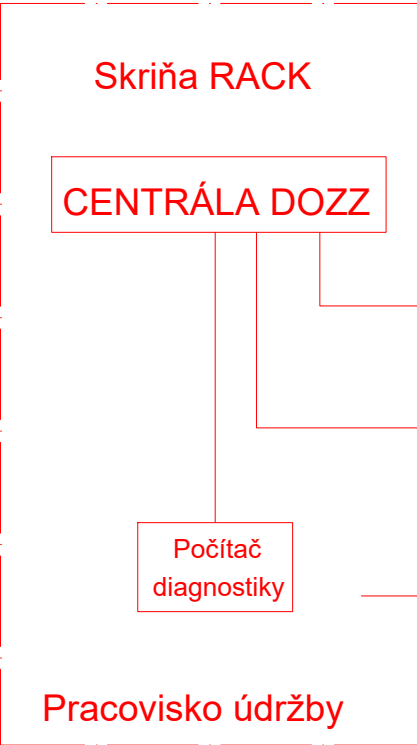 Skriňa RACK
CENTRÁLA DOZZ
Počítač
diagnostiky
Pracovisko údržby